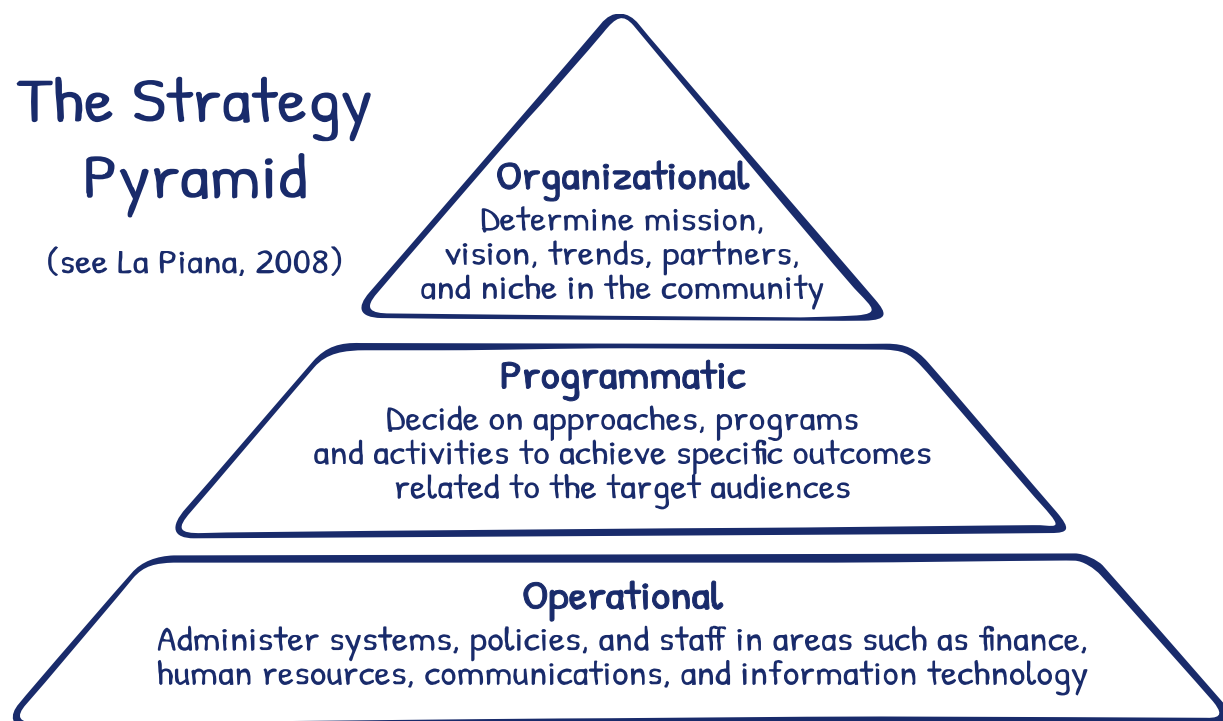 The Strategy
Pyramid
(see La Piana, 2008)
Organizational
Determine mission,
vision, trends, partners,
and niche in the community
Programmatic
Decide on approaches, programs
and activities to achieve specific outcomes
related to the target audiences
Operational
Administer systems, policies, and staff in areas such as finance,
human resources, communications, and information technology